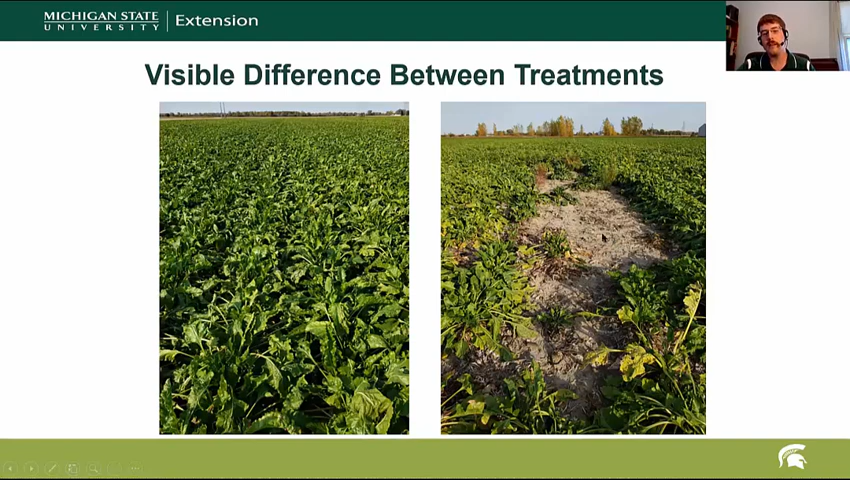 MICHIGAN STATE
UNIVERSITY
Extension
Visible Difference Between Treatments